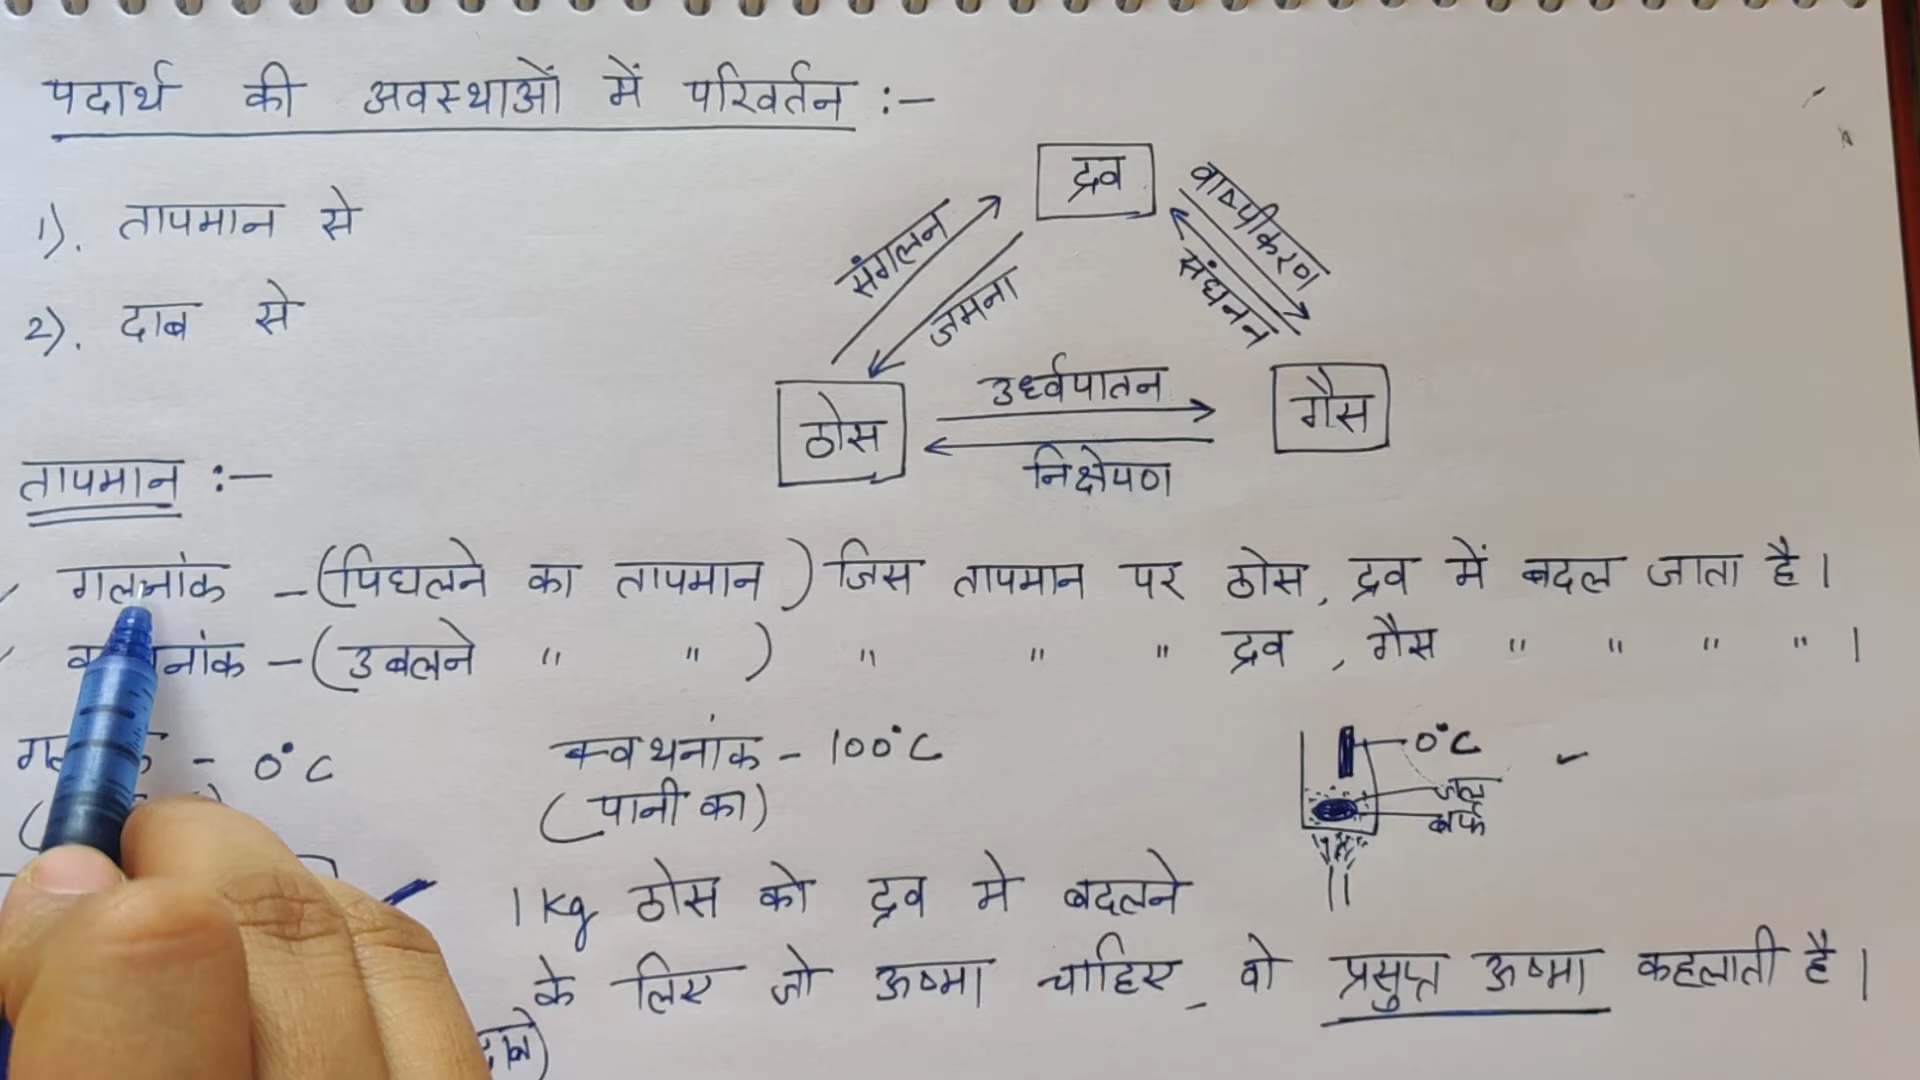 पदार्थ की अवस्थाओं में परिवर्तन :-
1). तापमान से
2). दाब से
द्रव
संगलन
जमना
वाष्पीकरण
संघनन
ठोस
उर्ध्वपातन
निक्षेपण
गैस
तापमान :-
गलनांक - (पिघलने का तापमान) जिस तापमान पर ठोस, द्रव में बदल जाता है।
- (उबलने " " ) " " " द्रव, गैस " " " " ।
- 0°C
क्वथनांक - 100°C
(पानी का)
0°C
जल
बर्फ
1 kg ठोस को द्रव मे बदलने
के लिए जो ऊष्मा चाहिए, वो प्रसुप्त ऊष्मा कहलाती है।